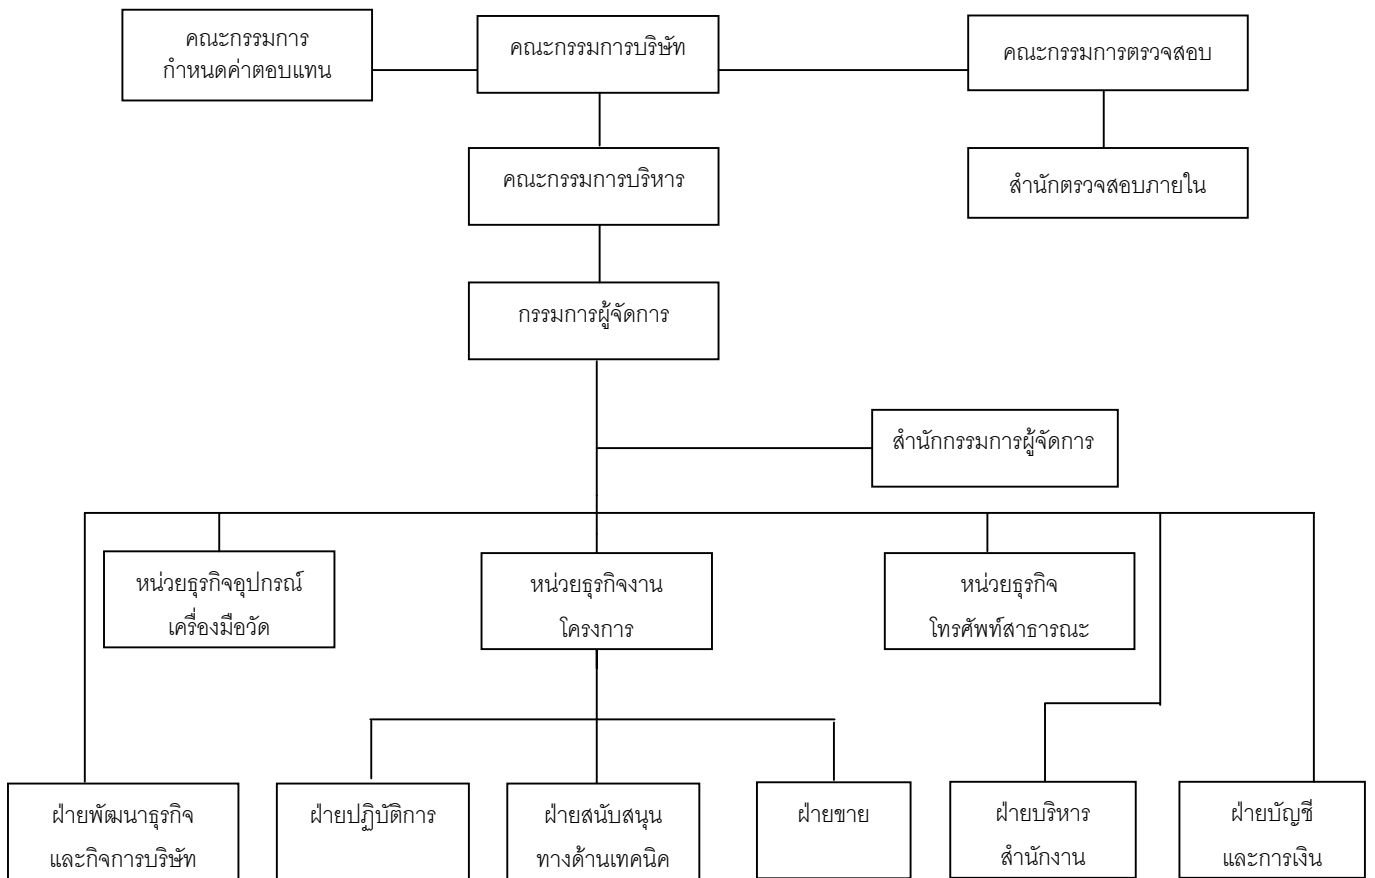 คณะกรรมการ
กำหนดค่าตอบแทน
คณะกรรมการบริษัท
คณะกรรมการตรวจสอบ
คณะกรรมการบริหาร
สำนักตรวจสอบภายใน
กรรมการผู้จัดการ
สำนักกรรมการผู้จัดการ
หน่วยธุรกิจอุปกรณ์
เครื่องมือวัด
หน่วยธุรกิจงาน
โครงการ
หน่วยธุรกิจ
โทรศัพท์สาธารณะ
ฝ่ายพัฒนาธุรกิจ
และกิจการบริษัท
ฝ่ายปฏิบัติการ
ฝ่ายสนับสนุน
ทางด้านเทคนิค
ฝ่ายขาย
ฝ่ายบริหาร
สำนักงาน
ฝ่ายบัญชี
และการเงิน